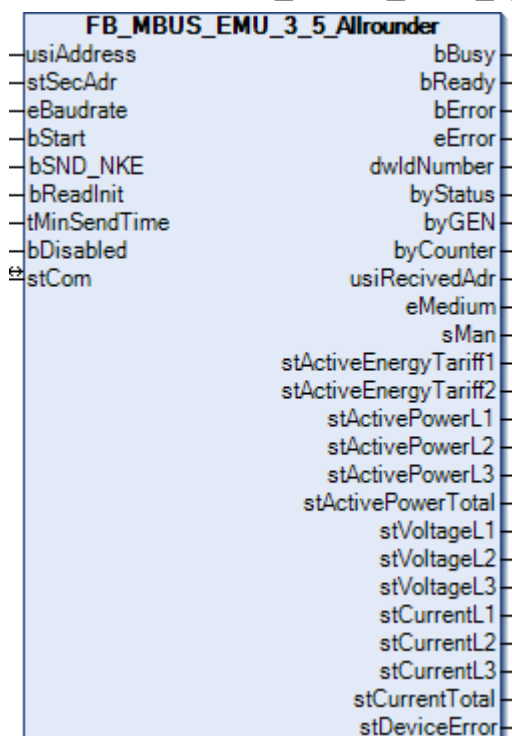 FB_MBUS_EMU_3_5_Allrounder
usiAddress bBusy
stSecAdr bReady
eBaudrate bError
bStart eError
bSND_NKE dwIdNumber
bReadInit byStatus
tMinSendTime byGEN
bDisabled byCounter
stCom usiRecivedAdr
eMedium
sMan
stActiveEnergyTariff1
stActiveEnergyTariff2
stActivePowerL1
stActivePowerL2
stActivePowerL3
stActivePowerTotal
stVoltageL1
stVoltageL2
stVoltageL3
stCurrentL1
stCurrentL2
stCurrentL3
stCurrentTotal
stDeviceError